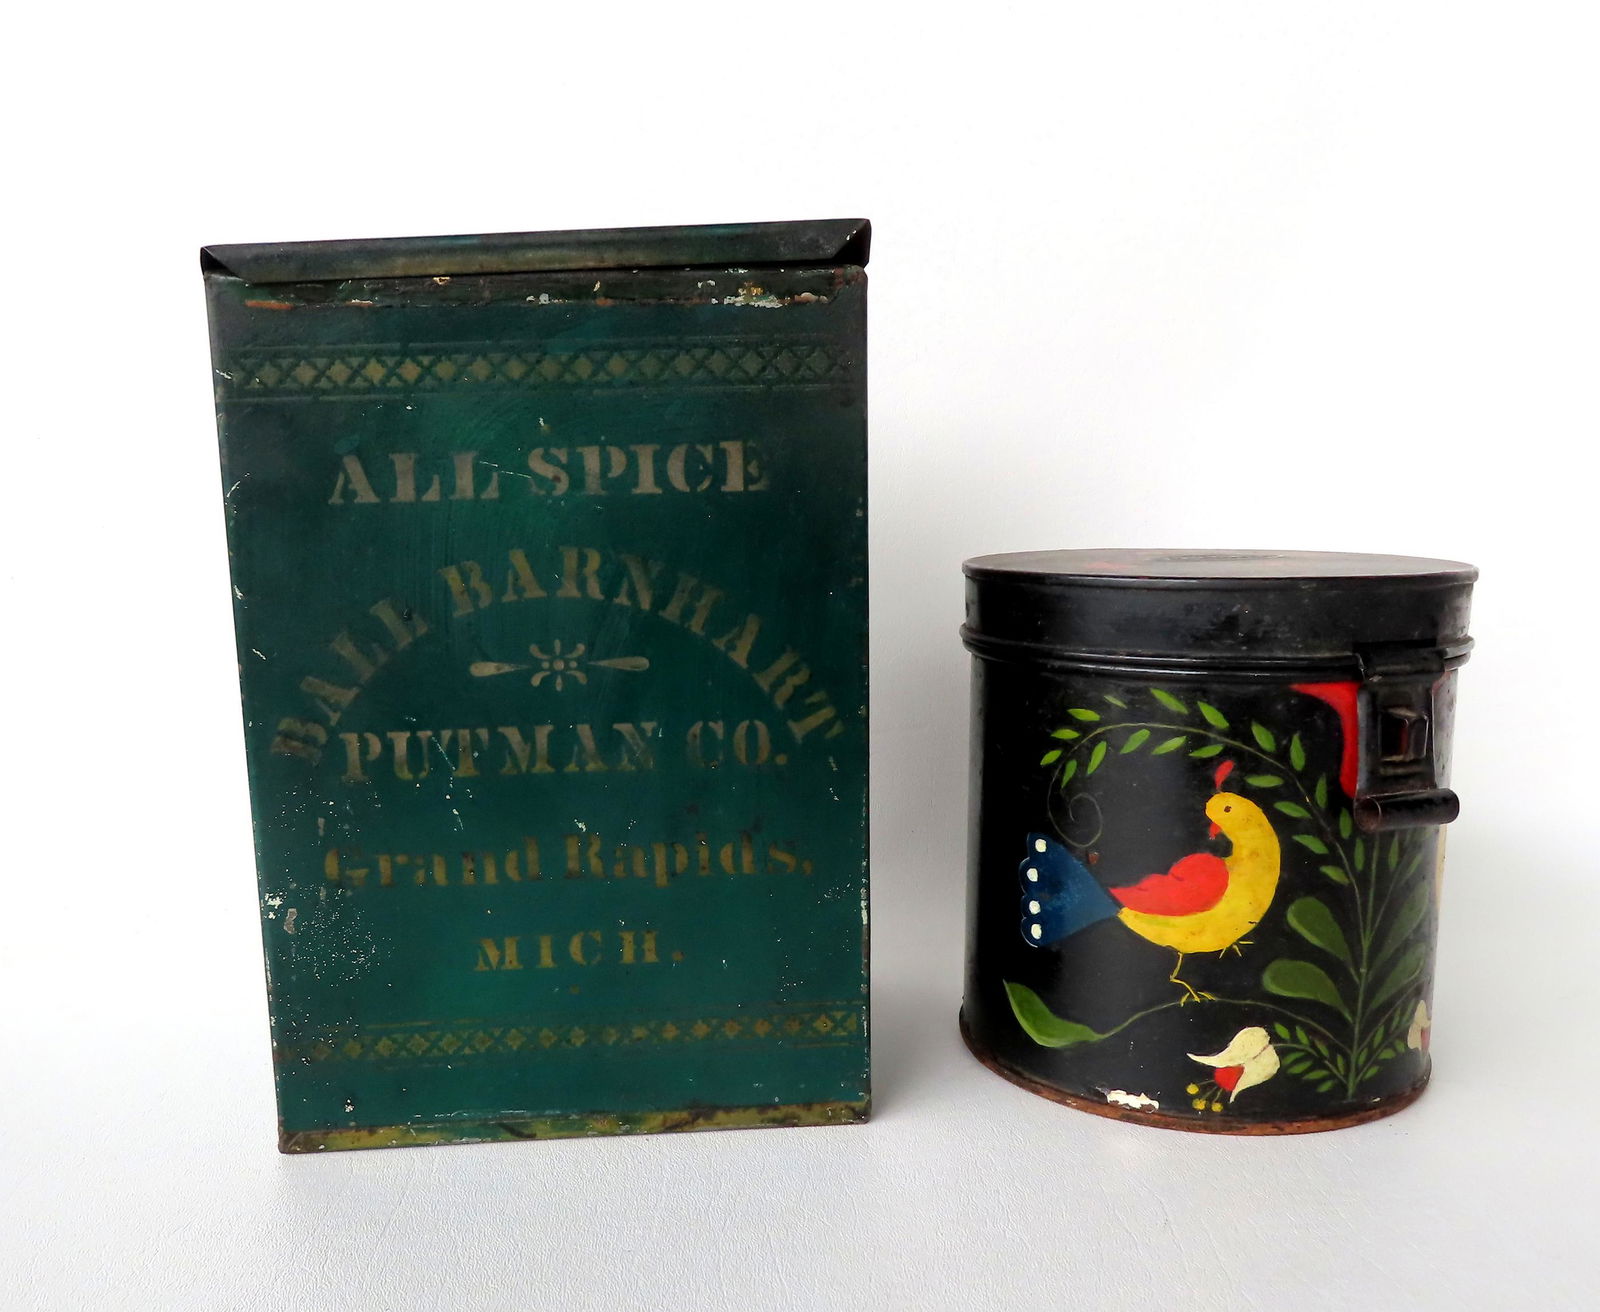 ALL SPICE
BALL BARNHART
PUTMAN CO.
Grand Rapids,
MICH.